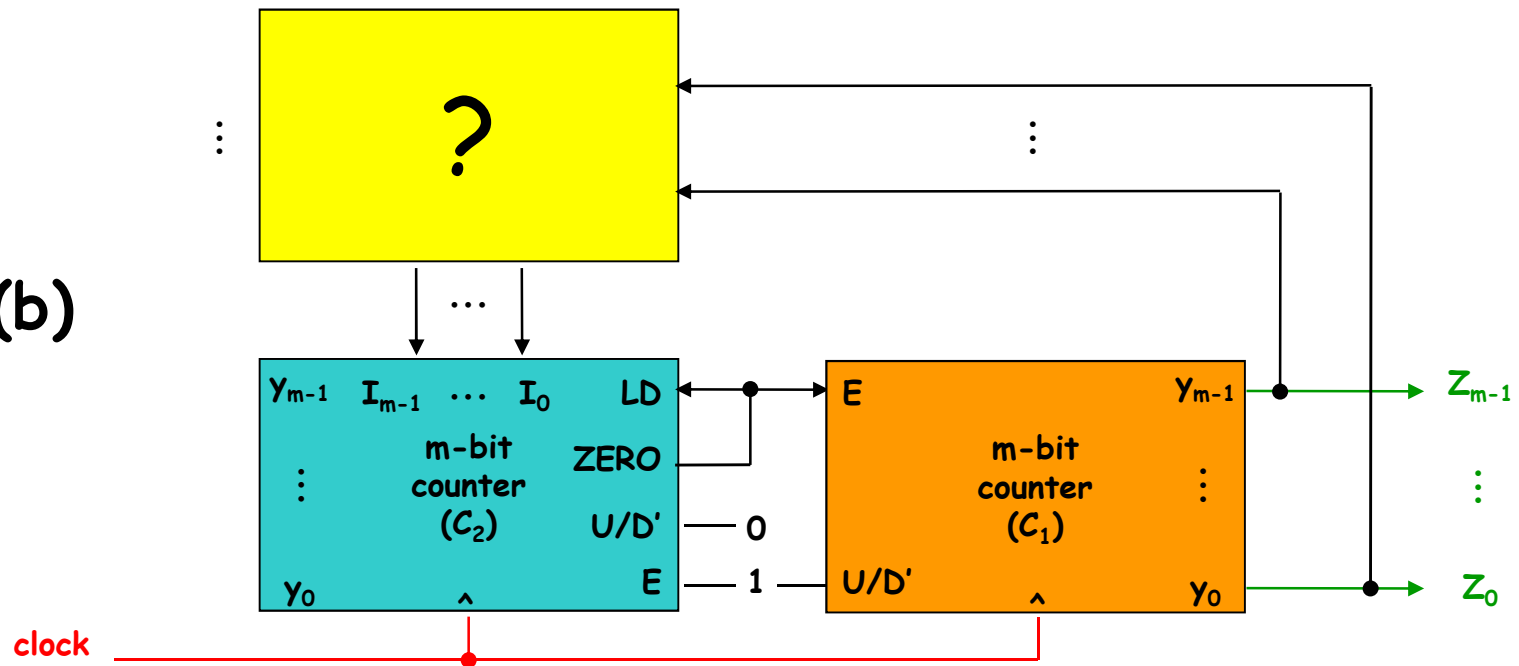 ?
(b)
Ym-1 Im-1 ... I0 LD
ZERO
m-bit
counter
(C2)
U/D'
0
E
1
Y0
^
E
Ym-1
m-bit
counter
(C1)
U/D'
Y0
^
Zm-1
Z0
clock